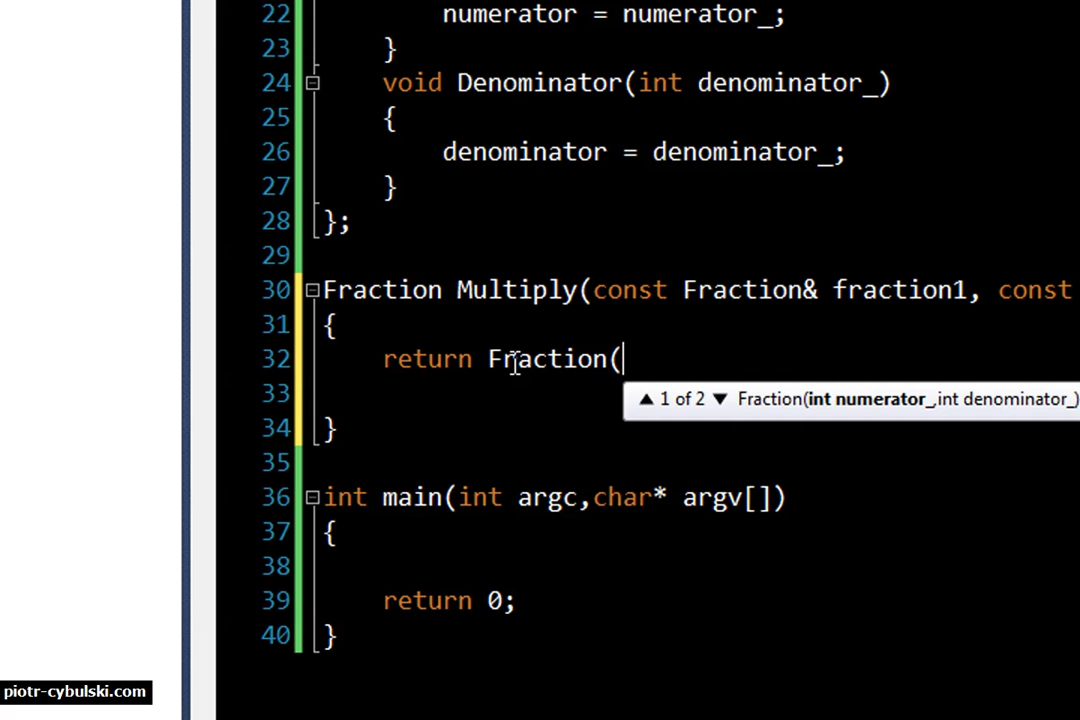 22 numerator = numerator_;
23 }
24 void Denominator(int denominator_)
25 {
26 denominator = denominator_;
27 }
28 };
29
30 Fraction Multiply(const Fraction& fraction1, const
31 {
32 return Fraction(
33 ▲ 1 of 2 ▼ Fraction(int numerator_,int denominator_)
34 }
35
36 int main(int argc,char* argv[])
37 {
38
39 return 0;
40 }
piotr-cybulski.com